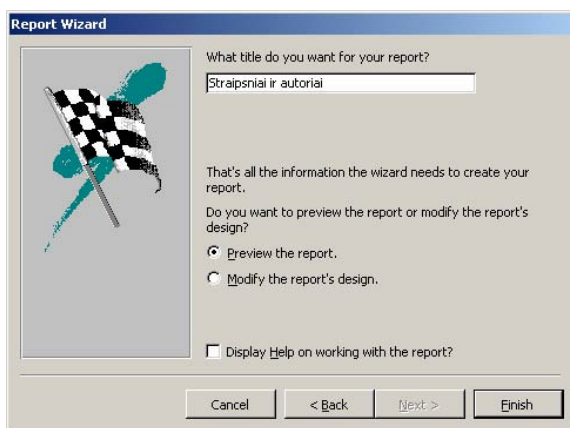 Report Wizard
What title do you want for your report?
Straipsniai ir autoriai
That's all the information the wizard needs to create your
report.
Do you want to preview the report or modify the report's
design?
Preview the report.
Modify the report's design.
Display Help on working with the report?
Cancel
< Back
Next >
Finish